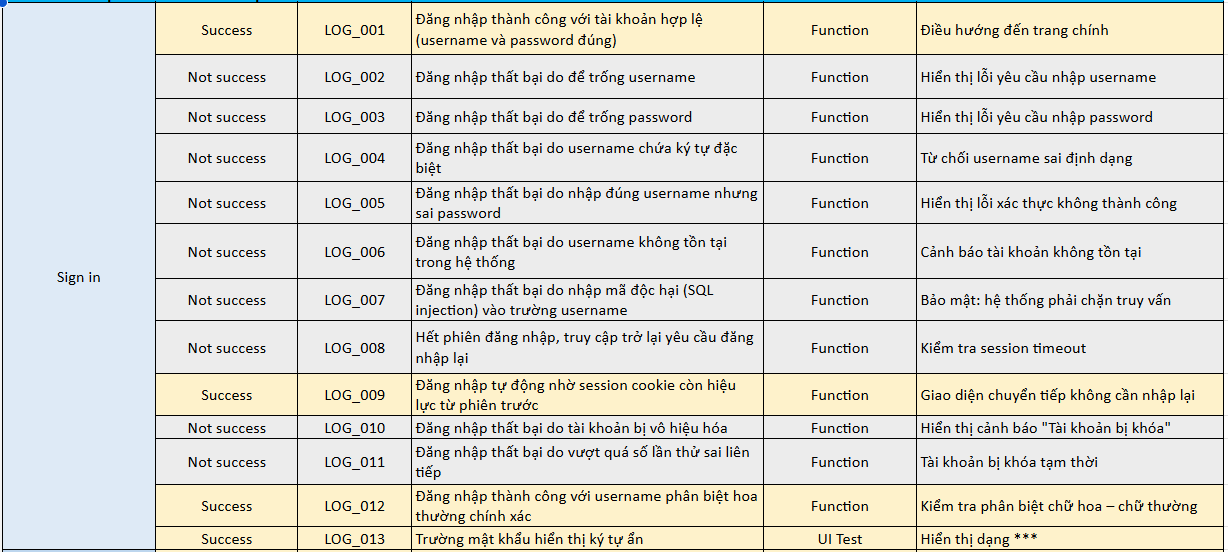 Success LOG_001 Đăng nhập thành công với tài khoản hợp lệ Function Điều hướng đến trang chính
(username và password đúng)
Not success LOG_002 Đăng nhập thất bại do để trống username Function Hiển thị lỗi yêu cầu nhập username
Not success LOG_003 Đăng nhập thất bại do để trống password Function Hiển thị lỗi yêu cầu nhập password
Not success LOG_004 Đăng nhập thất bại do username chứa ký tự đặc Function Từ chối username sai định dạng
biệt
Not success LOG_005 Đăng nhập thất bại do nhập đúng username nhưng Function Hiển thị lỗi xác thực không thành công
sai password
Not success LOG_006 Đăng nhập thất bại do username không tồn tại Function Cảnh báo tài khoản không tồn tại
trong hệ thống
Sign in
Not success LOG_007 Đăng nhập thất bại do nhập mã độc hại (SQL Function Bảo mật: hệ thống phải chặn truy vấn
injection) vào trường username
Not success LOG_008 Hết phiên đăng nhập, truy cập trở lại yêu cầu đăng Function Kiểm tra session timeout
nhập lại
Success LOG_009 Đăng nhập tự động nhờ session cookie còn hiệu Function Giao diện chuyển tiếp không cần nhập lại
lực từ phiên trước
Not success LOG_010 Đăng nhập thất bại do tài khoản bị vô hiệu hóa Function Hiển thị cảnh báo "Tài khoản bị khóa"
Not success LOG_011 Đăng nhập thất bại do vượt quá số lần thử sai liên Function Tài khoản bị khóa tạm thời
tiếp
Success LOG_012 Đăng nhập thành công với username phân biệt hoa Function Kiểm tra phân biệt chữ hoa – chữ thường
thường chính xác
Success LOG_013 Trường mật khẩu hiển thị ký tự ẩn UI Test Hiển thị dạng ***